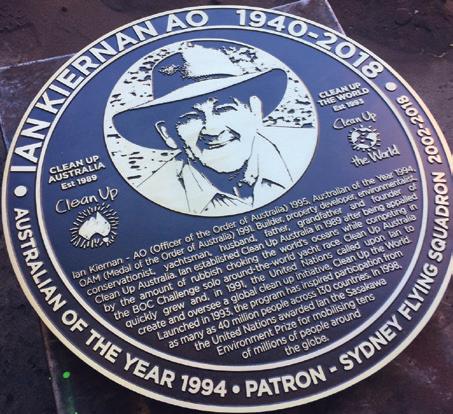 IAN KIERNAN AO 1940-2018
CLEAN UP
AUSTRALIA
Est 1989
Clean Up
CLEAN UP
THE WORLD
Est. 1993
Clean Up
the World
Ian Kiernan - AO (Officer of the Order of Australia) 1995, Australian of the Year 1994,
OAM (Medal of the Order of Australia) 1991. Builder, property developer, environmentalist,
conservationist, yachtsman, husband, father, grandfather and founder of
Clean Up Australia. Ian established Clean Up Australia in 1989 after being appalled
by the amount of rubbish choking the world's oceans while competing in
the BOC Challenge solo around-the-world yacht race. Clean Up Australia
quickly grew and, in 1991, the United Nations called upon Ian to
create and oversee a global clean up initiative, Clean Up the World.
Launched in 1993, the program has inspired participation from
as many as 40 million people across 130 countries. In 1998,
the United Nations awarded Ian the Sasakawa
Environment Prize for mobilising tens
of millions of people around
the globe.
AUSTRALIAN OF THE YEAR 1994 • PATRON - SYDNEY FLYING SQUADRON 2002-2018